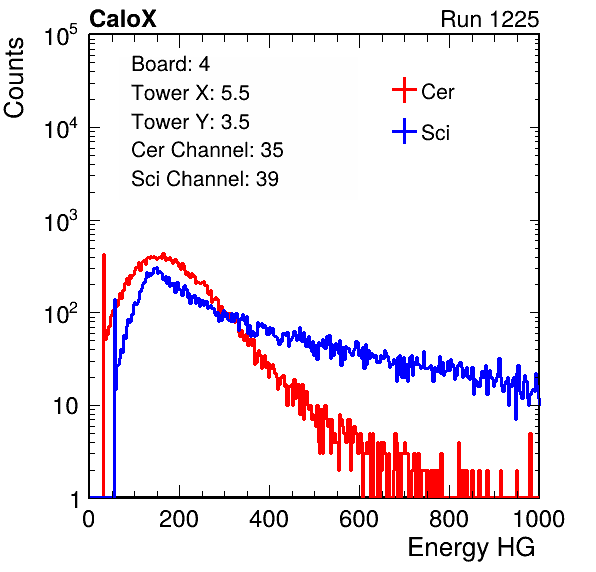 CaloX Run 1225
Counts
Board: 4
Tower X: 5.5
Tower Y: 3.5
Cer Channel: 35
Sci Channel: 39
Cer
Sci
10^5
10^4
10^3
10^2
10
1
0 200 400 600 800 1000
Energy HG